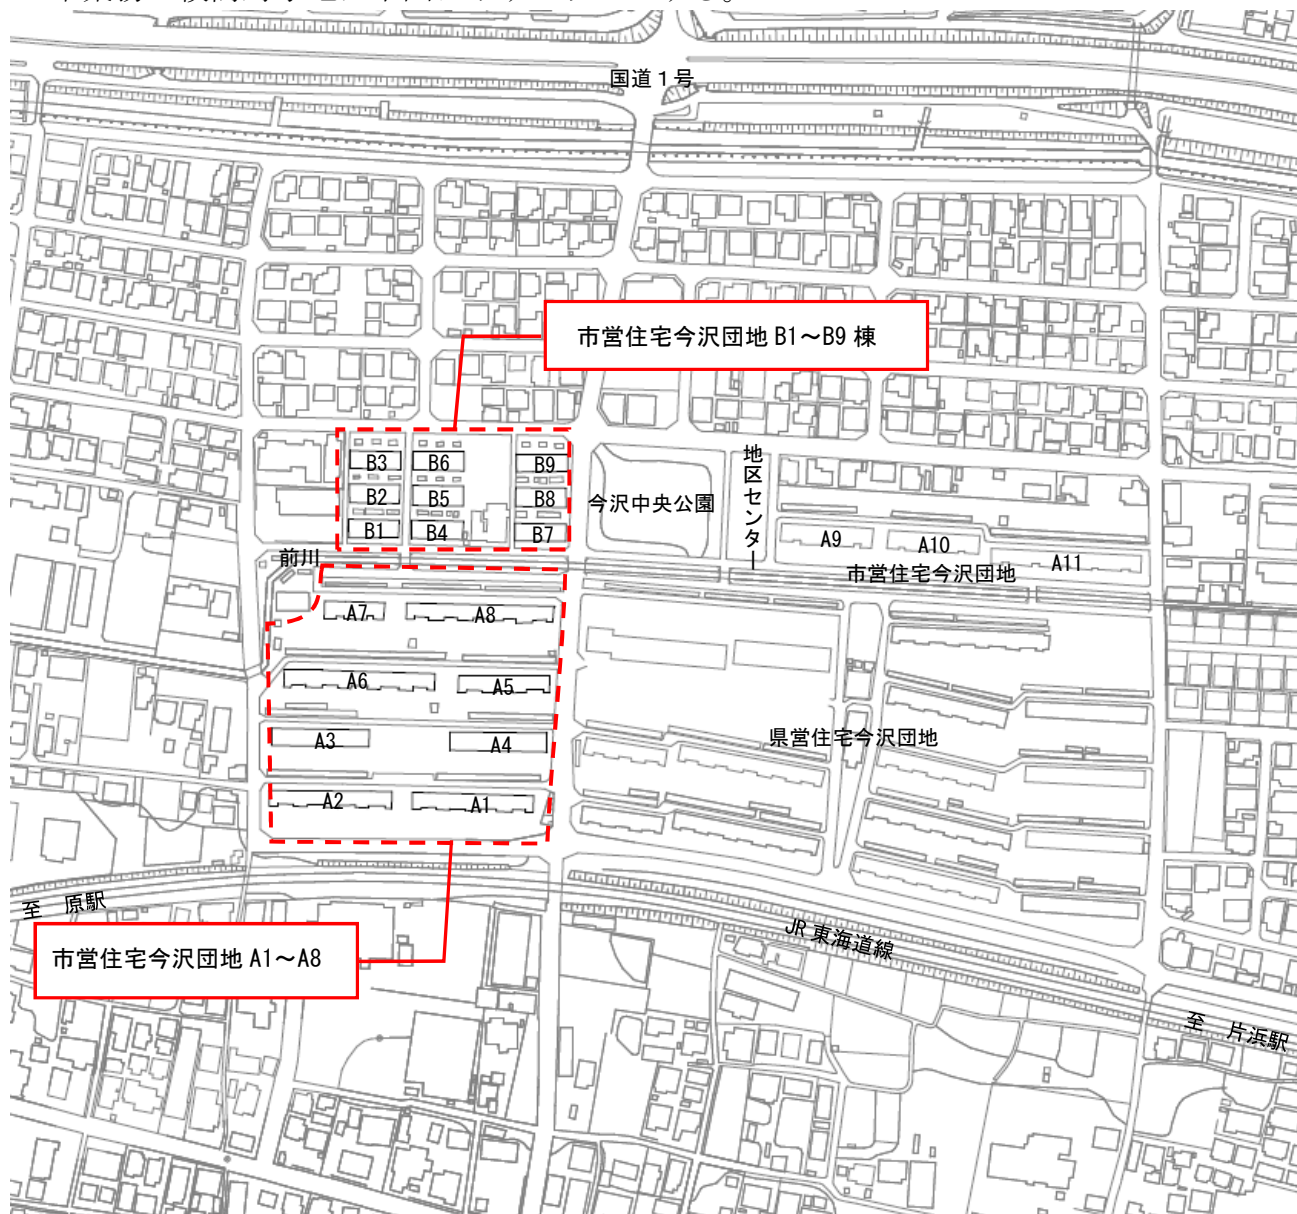 国道１号
市営住宅今沢団地 B1～B9 棟
B3
B6
B9
B2
B5
B8
B1
B4
B7
今沢中央公園
地区センター
A9
A10
A11
市営住宅今沢団地
前川
A7
A8
A6
A5
A3
A4
県営住宅今沢団地
A2
A1
至　原駅
JR 東海道線
市営住宅今沢団地 A1～A8
至　片浜駅